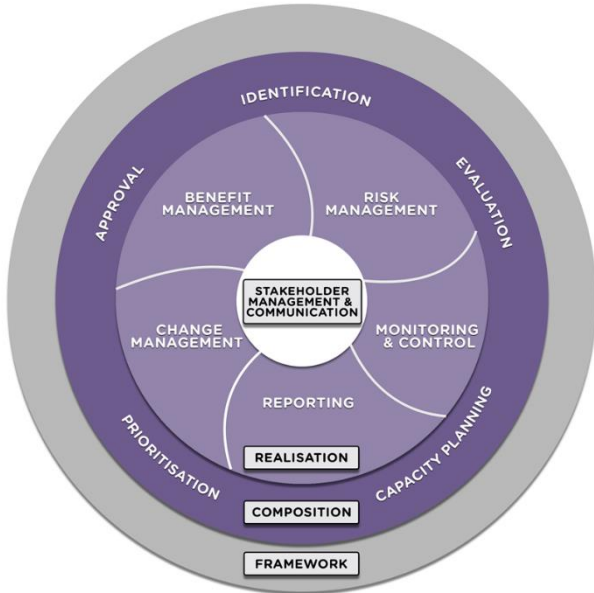 IDENTIFICATION
APPROVAL
EVALUATION
BENEFIT
MANAGEMENT
RISK
MANAGEMENT
STAKEHOLDER
MANAGEMENT &
COMMUNICATION
CHANGE
MANAGEMENT
MONITORING
& CONTROL
REPORTING
PRIORITISATION
CAPACITY PLANNING
REALISATION
COMPOSITION
FRAMEWORK